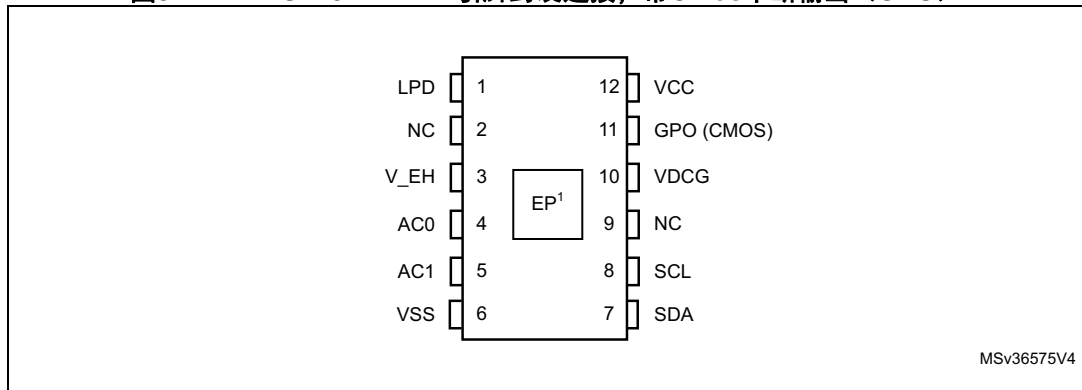 LPD 1 12 VCC
NC 2 11 GPO (CMOS)
V_EH 3 10 VDCG
EP1
AC0 4 9 NC
AC1 5 8 SCL
VSS 6 7 SDA
MSv36575V4